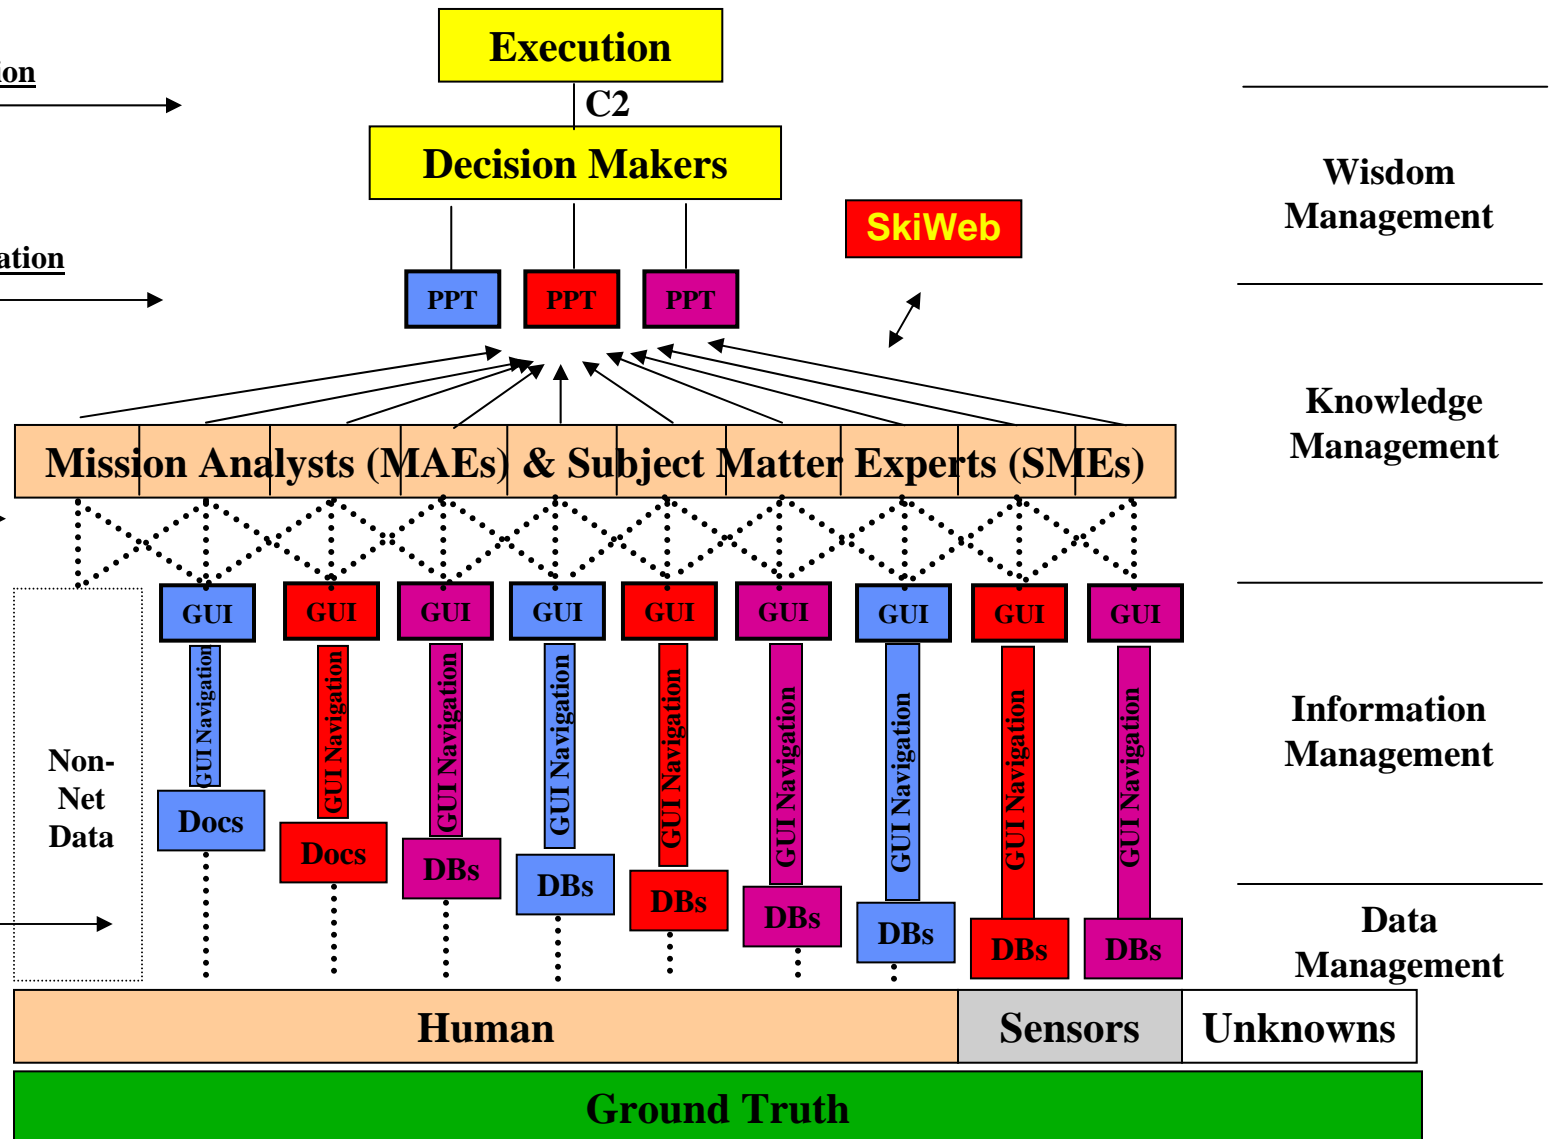 Execution
tion
C2
Decision Makers
Wisdom
Management
SkiWeb
ation
PPT
PPT
PPT
Knowledge
Management
Mission Analysts (MAEs) & Subject Matter Experts (SMEs)
GUI
GUI
GUI
GUI
GUI
GUI
GUI
GUI
GUI
GUI Navigation
GUI Navigation
GUI Navigation
GUI Navigation
GUI Navigation
GUI Navigation
GUI Navigation
GUI Navigation
GUI Navigation
Information
Management
Non-
Net
Data
Docs
Docs
DBs
DBs
DBs
DBs
DBs
DBs
DBs
Data
Management
Human
Sensors
Unknowns
Ground Truth